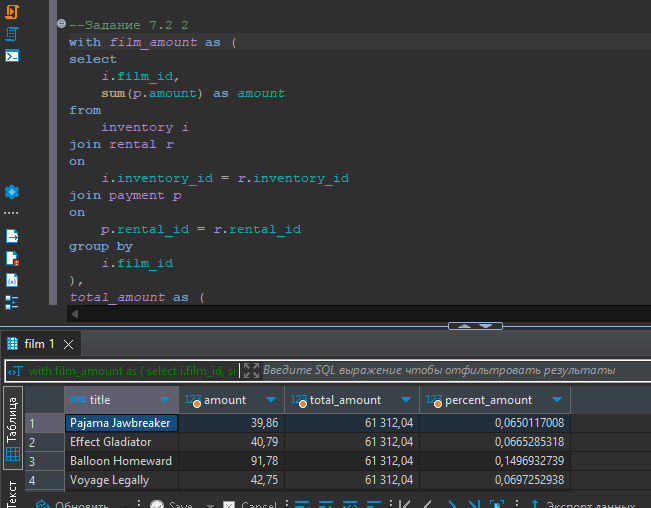 --Задание 7.2 2
with film_amount as (
select
i.film_id,
sum(p.amount) as amount
from
inventory i
join rental r
on
i.inventory_id = r.inventory_id
join payment p
on
p.rental_id = r.rental_id
group by
i.film_id
),
total_amount as (
film 1
with film_amount as ( select i.film_id, su
Введите SQL выражение чтобы отфильтровать результаты
Таблица
Текст
title amount total_amount percent_amount
1 Pajama Jawbreaker 39,86 61 312,04 0,0650117008
2 Effect Gladiator 40,79 61 312,04 0,0665285318
3 Balloon Homeward 91,78 61 312,04 0,1496932739
4 Voyage Legally 42,75 61 312,04 0,0697252938
Обновить Save Cancel Экспорт данных